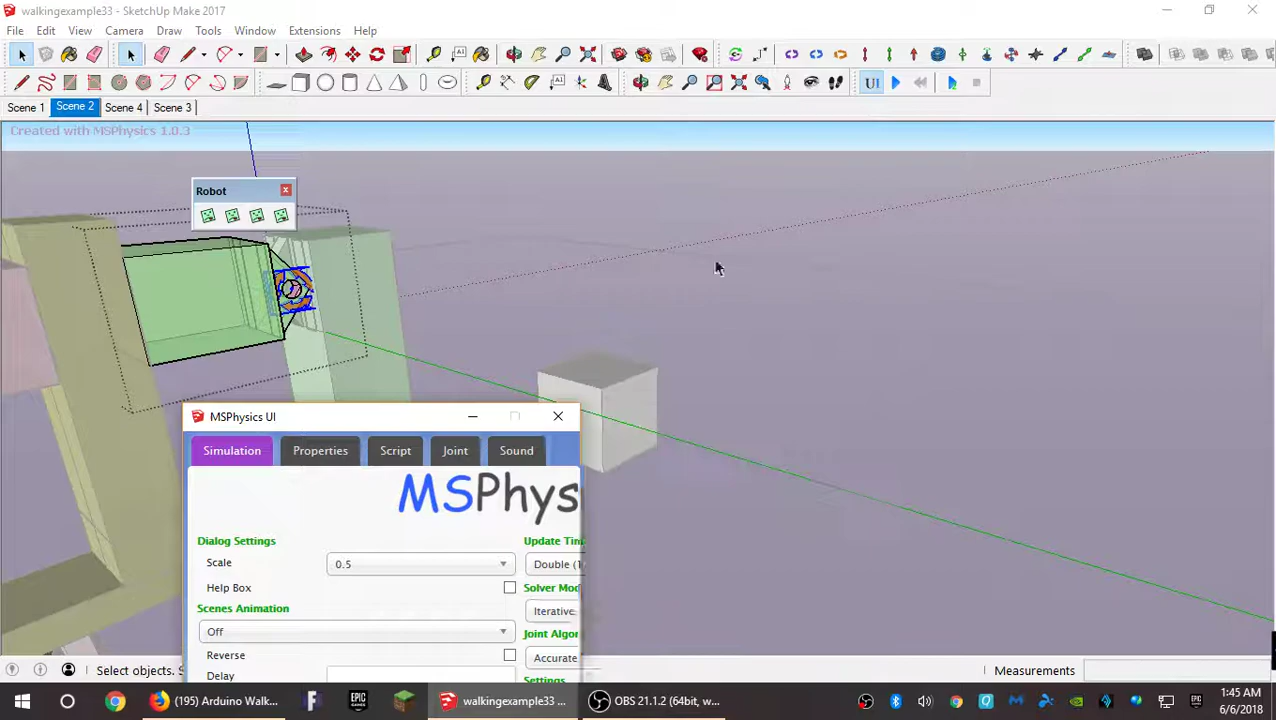 walkingexample33 - SketchUp Make 2017
File Edit View Camera Draw Tools Window Extensions Help
UI
Scene 1 Scene 2 Scene 4 Scene 3
Created with MSPhysics 1.0.3
Robot
MSPhysics UI
Simulation Properties Script Joint Sound
MSPhys
Dialog Settings
Update Tim
Scale
0.5
Double (1
Help Box
Solver Mod
Scenes Animation
Iterative
Off
Joint Algor
Reverse
Accurate
Delay
Settings
Select objects. S
Measurements
(195) Arduino Walk...
walkingexample33 ...
OBS 21.1.2 (64bit, w...
1:45 AM
6/6/2018